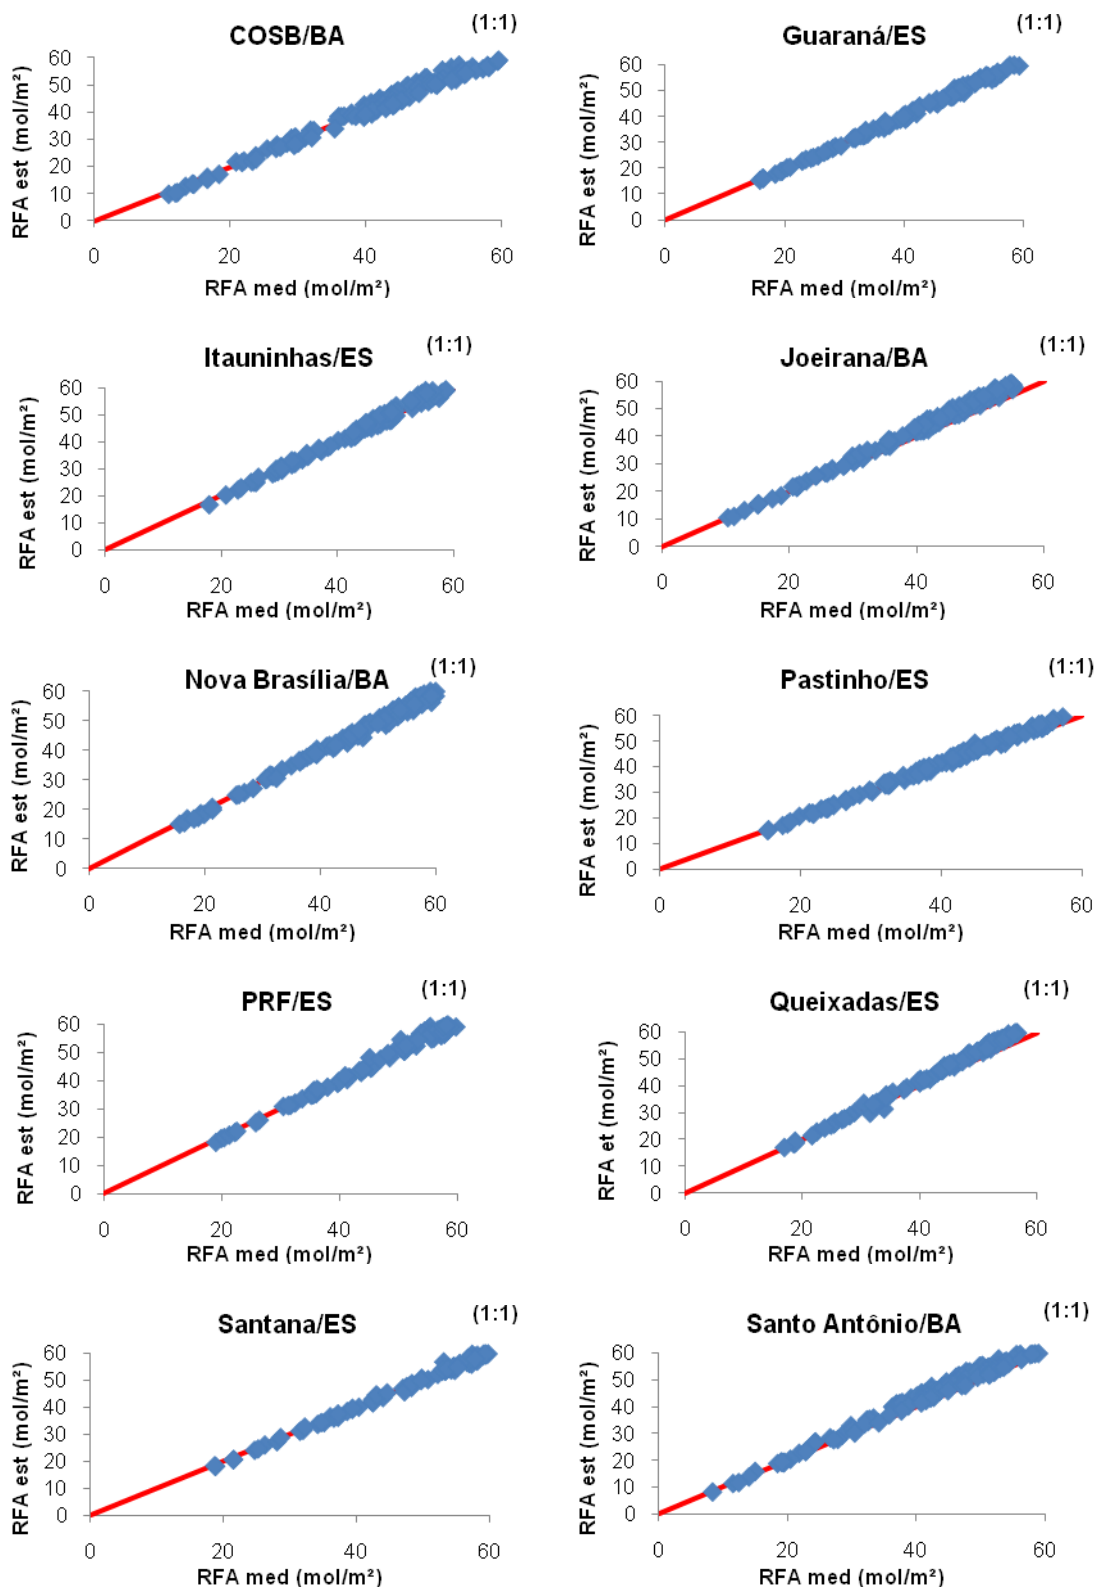 COSB/BA
(1:1)
RFA est (mol/m²)
60
50
40
30
20
10
0
0 20 40 60
RFA med (mol/m²)
Guaraná/ES
(1:1)
RFA est (mol/m²)
60
50
40
30
20
10
0
0 20 40 60
RFA med (mol/m²)
Itauninhas/ES
(1:1)
RFA est (mol/m²)
60
50
40
30
20
10
0
0 20 40 60
RFA med (mol/m²)
Joeirana/BA
(1:1)
RFA est (mol/m²)
60
50
40
30
20
10
0
0 20 40 60
RFA med (mol/m²)
Nova Brasília/BA
(1:1)
RFA est (mol/m²)
60
50
40
30
20
10
0
0 20 40 60
RFA med (mol/m²)
Pastinho/ES
(1:1)
RFA est (mol/m²)
60
50
40
30
20
10
0
0 20 40 60
RFA med (mol/m²)
PRF/ES
(1:1)
RFA est (mol/m²)
60
50
40
30
20
10
0
0 20 40 60
RFA med (mol/m²)
Queixadas/ES
(1:1)
RFA et (mol/m²)
60
50
40
30
20
10
0
0 20 40 60
RFA med (mol/m²)
Santana/ES
(1:1)
RFA est (mol/m²)
60
50
40
30
20
10
0
0 20 40 60
RFA med (mol/m²)
Santo Antônio/BA
(1:1)
RFA est (mol/m²)
60
50
40
30
20
10
0
0 20 40 60
RFA med (mol/m²)